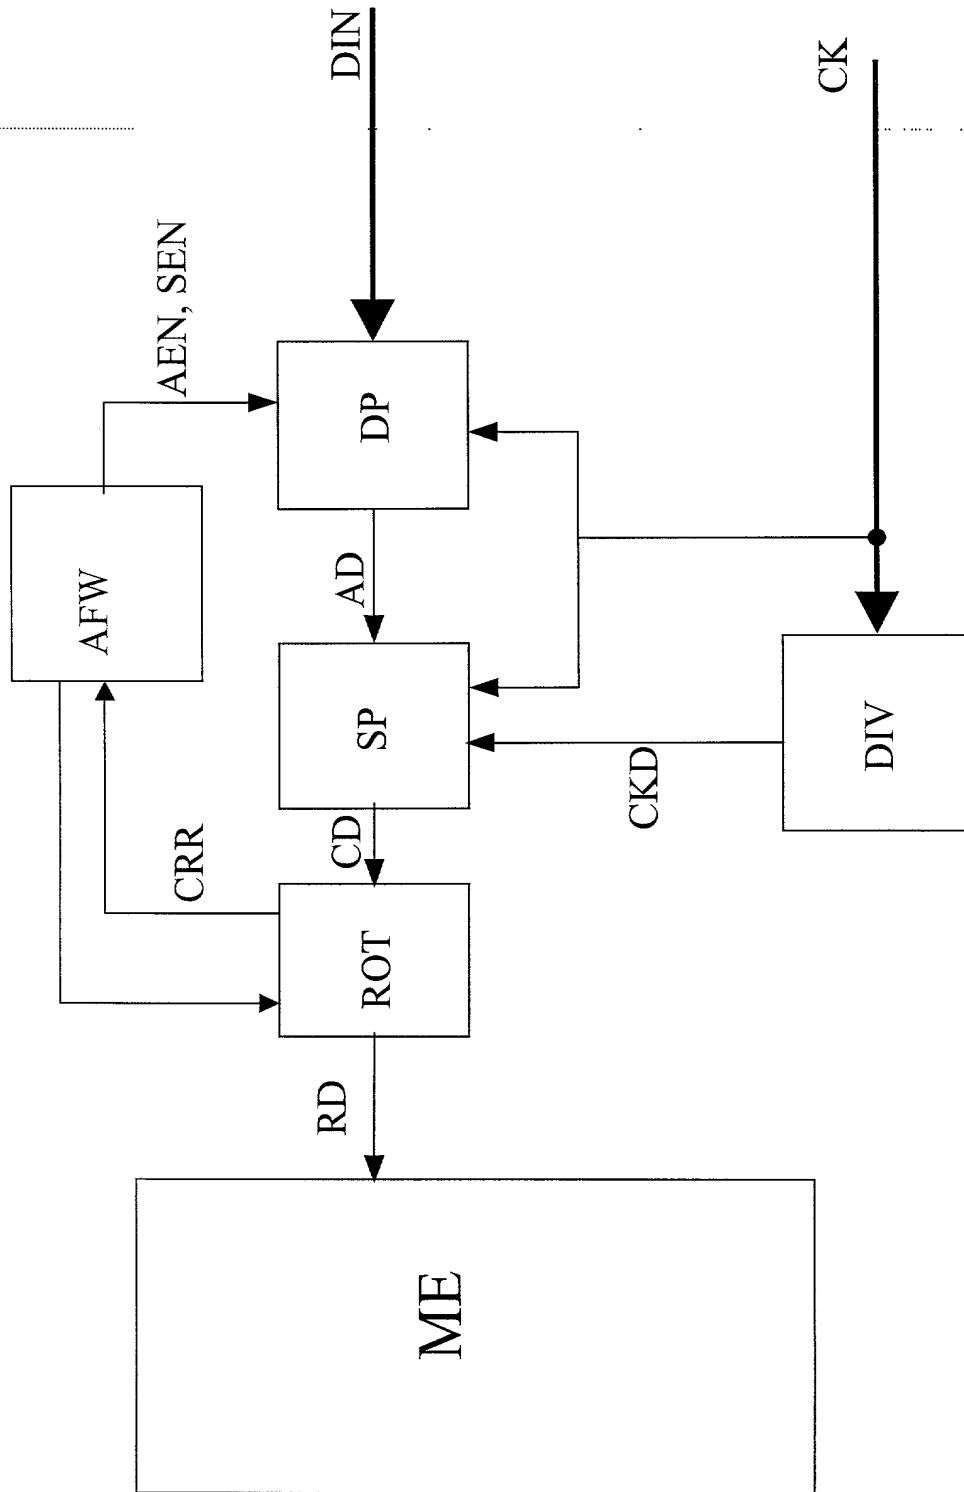 DIN
CK
AEN, SEN
DP
AFW
AD
SP
DIV
CKD
CD
CRR
ROT
RD
ME